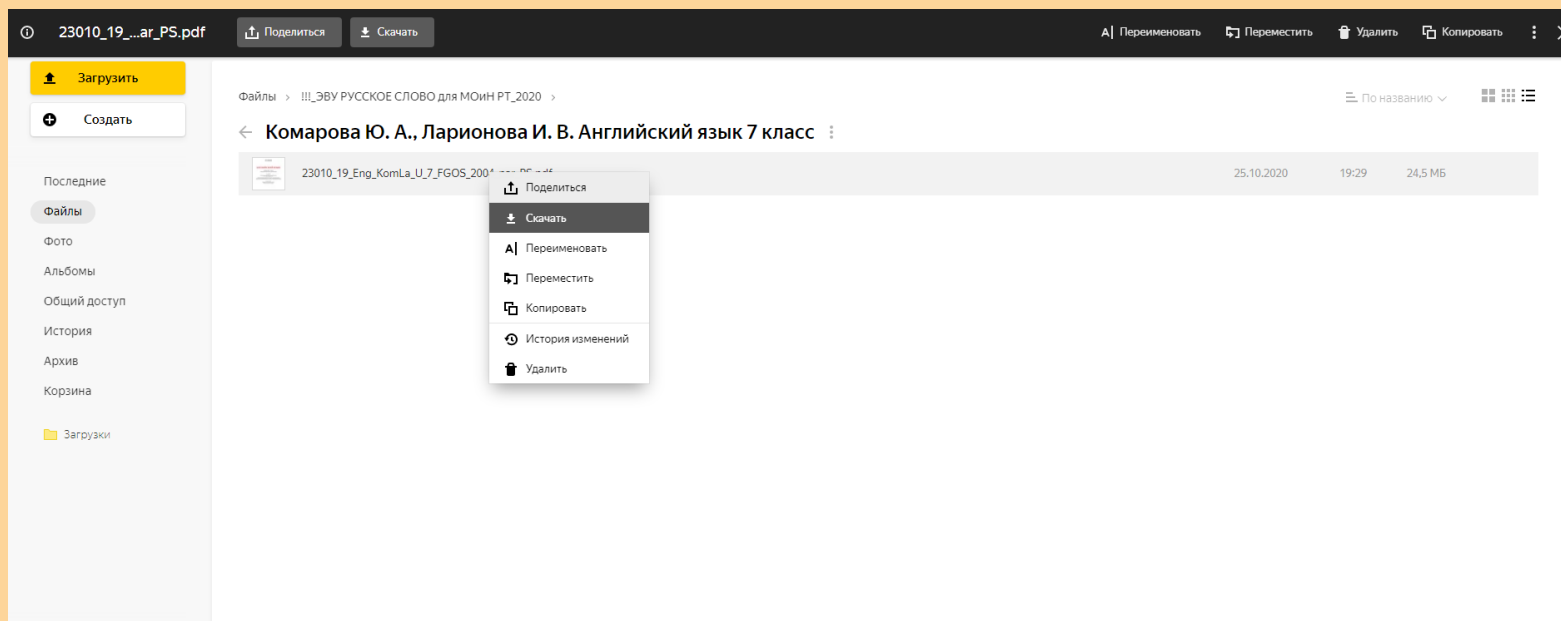 23010_19_...ar_PS.pdf
Поделиться
Скачать
Переименовать
Переместить
Удалить
Копировать
Загрузить
Создать
Последние
Файлы
Фото
Альбомы
Общий доступ
История
Архив
Корзина
Загрузки
Файлы > !!!_ЭВУ РУССКОЕ СЛОВО для МОиН РТ_2020 >
По названию
Комарова Ю. А., Ларионова И. В. Английский язык 7 класс
23010_19_Eng_KomLa_U_7_FGOS_2004 25.10.2020 19:29 24,5 МБ
Поделиться
Скачать
Переименовать
Переместить
Копировать
История изменений
Удалить